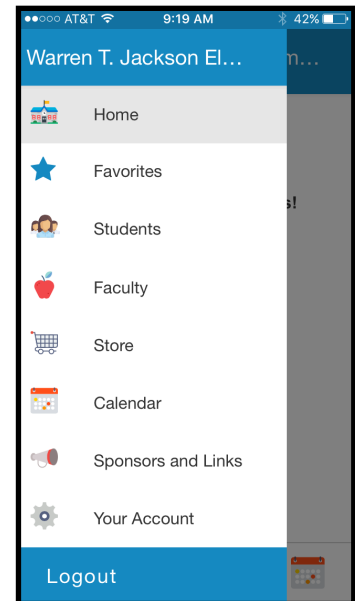 AT&T 9:19 AM 42%
Warren T. Jackson El... m...
Home
Favorites
s!
Students
Faculty
Store
Calendar
Sponsors and Links
Your Account
Logout